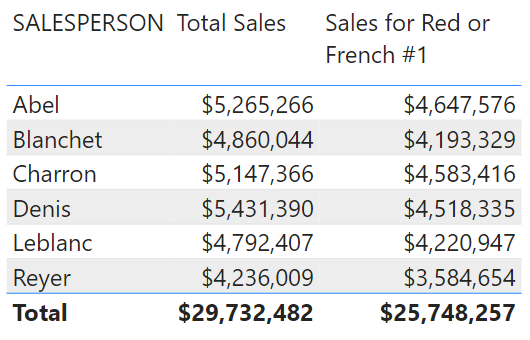 SALESPERSON Total Sales Sales for Red or
French #1
Abel $5,265,266 $4,647,576
Blanchet $4,860,044 $4,193,329
Charron $5,147,366 $4,583,416
Denis $5,431,390 $4,518,335
Leblanc $4,792,407 $4,220,947
Reyer $4,236,009 $3,584,654
Total $29,732,482 $25,748,257